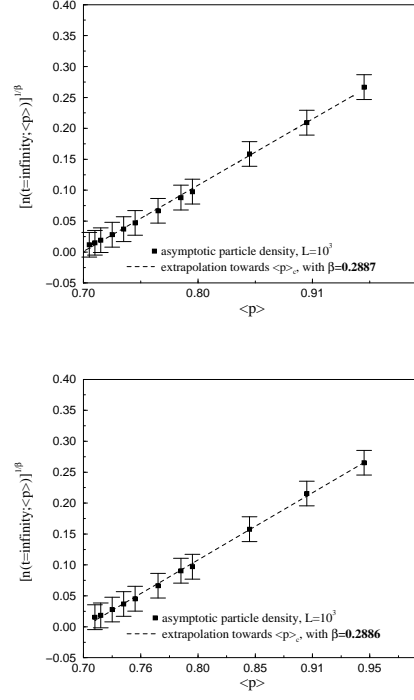 0.40
0.30
0.25
0.20
0.15
0.10
0.05
0.00
−0.05
[n(t=infinity;<p>)]^{1/β}
asymptotic particle density, L=10^3
extrapolation towards <p>_c, with β=0.2887
0.70 0.80 0.91
<p>
0.40
0.35
0.30
0.25
0.20
0.15
0.10
0.05
0.00
−0.05
[n(t=infinity;<p>)]^{1/β}
asymptotic particle density, L=10^3
extrapolation towards <p>_c, with β=0.2886
0.70 0.76 0.80 0.85 0.90 0.95
<p>